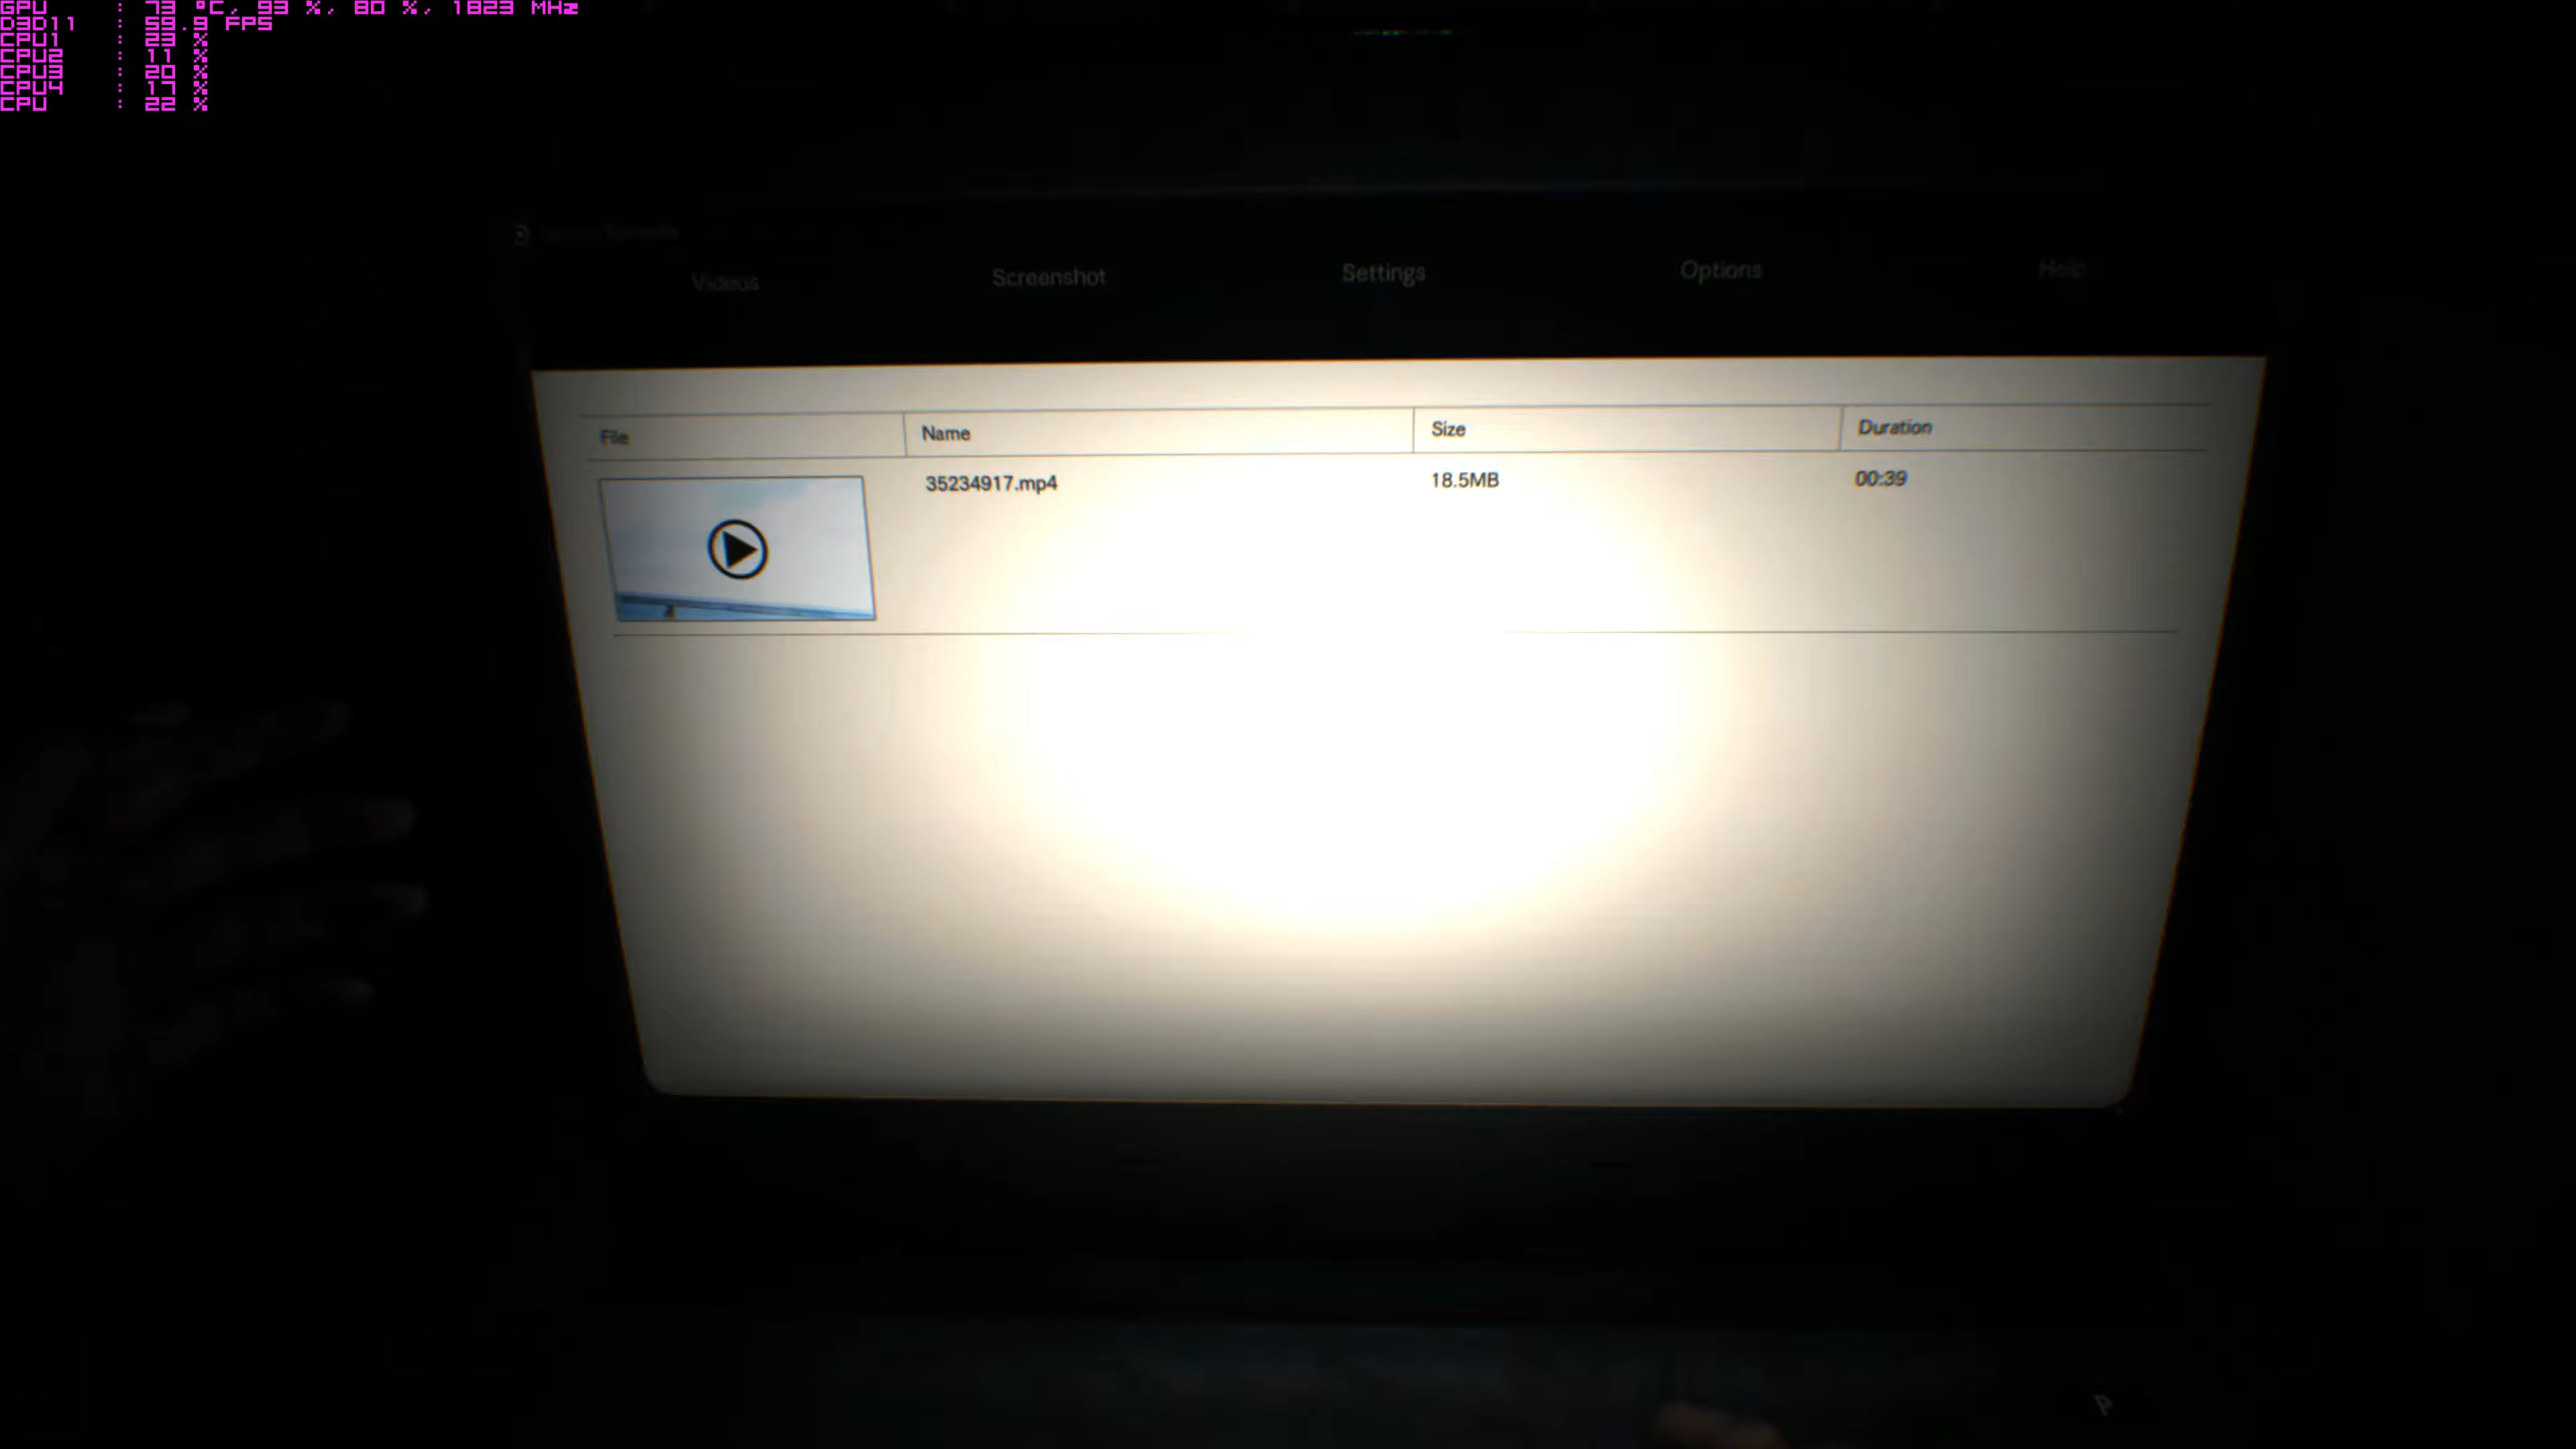 GPU : 73 °C, 93 %, 80 %, 1823 MHz
D3D11 : 59.9 FPS
CPU1 : 23 %
CPU2 : 11 %
CPU3 : 20 %
CPU4 : 17 %
CPU : 22 %
Videos Screenshot Settings Options Help
File Name Size Duration
35234917.mp4 18.5MB 00:39